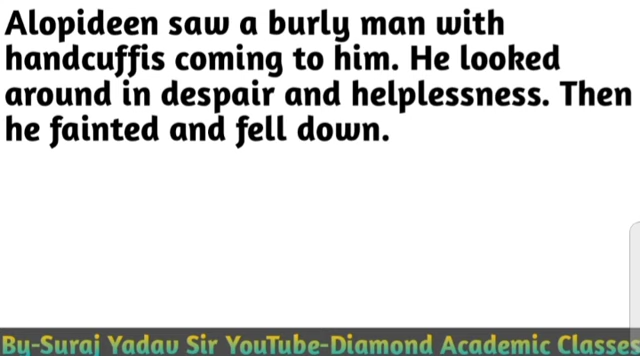 Alopideen saw a burly man with
handcuffis coming to him. He looked
around in despair and helplessness. Then
he fainted and fell down.
By-Suraj Yadav Sir YouTube-Diamond Academic Classes